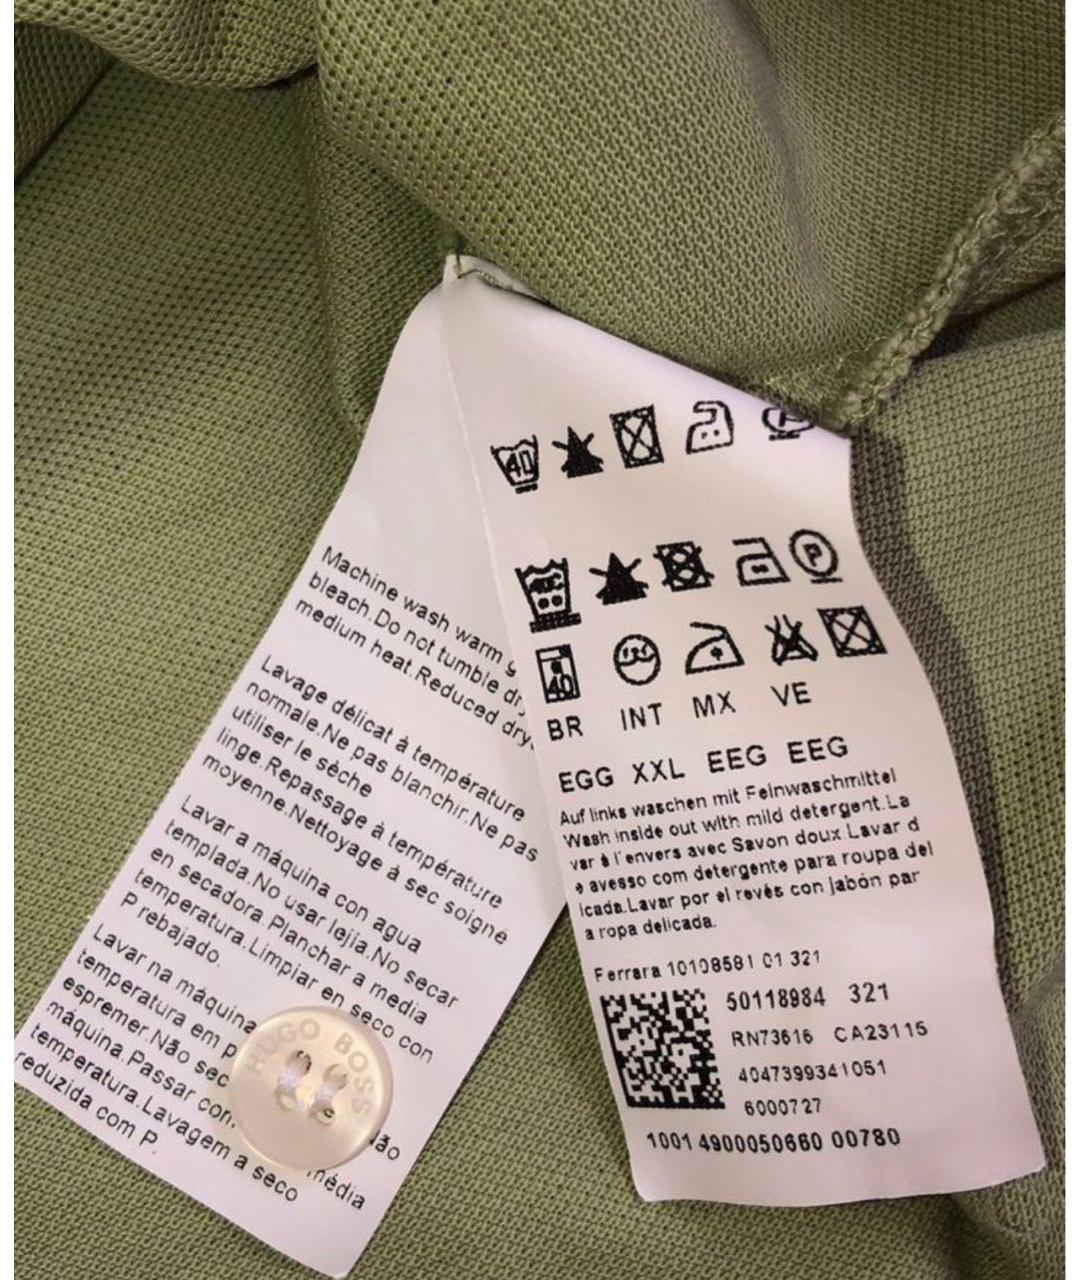 Machine wash warm
bleach.Do not tumble
medium heat.Reduced
Lavage délicat à température
normale.Ne pas blanchir.Ne pas
utiliser le sèche
linge.Repassage à température
moyenne.Nettoyage à sec soigné
Lavar a máquina con agua
templada.No usar lejía.No secar
en secadora.Planchar a media
temperatura.Limpiar en seco con
P rebajado.
Lavar na máquina
temperatura em
espremer.Não
máquina.Passar
temperatura.Lavagem a seco
reduzida com P.
média
HUGO BOSS
40
P
40
BR INT MX VE
EGG XXL EEG EEG
Auf links waschen mit Feinwaschmittel
Wash inside out with mild detergent.La
var à l'envers avec Savon doux.Lavar d
o avesso com detergente para roupa del
icada.Lavar por el revés con jabón par
a ropa delicada.
Ferrara 10108581 01 321
50118984 321
RN73616 CA23115
4047399341051
6000727
1001 4900050660 00780